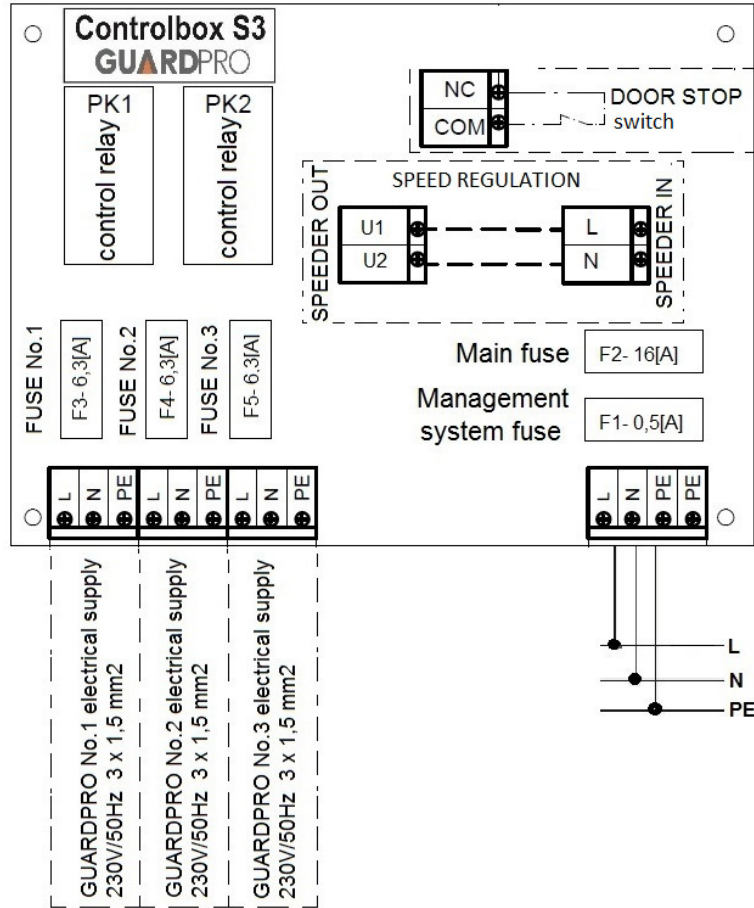 Controlbox S3
GUARDPRO
PK1
control relay
PK2
control relay
NC
COM
DOOR STOP
switch
SPEED REGULATION
SPEEDER OUT
U1
U2
L
N
SPEEDER IN
FUSE No.1
F3- 6,3[A]
FUSE No.2
F4- 6,3[A]
FUSE No.3
F5- 6,3[A]
Main fuse
F2- 16[A]
Management
system fuse
F1- 0,5[A]
L N PE L N PE L N PE
L N PE PE
GUARDPRO No.1 electrical supply
230V/50Hz 3 x 1,5 mm2
GUARDPRO No.2 electrical supply
230V/50Hz 3 x 1,5 mm2
GUARDPRO No.3 electrical supply
230V/50Hz 3 x 1,5 mm2
L
N
PE